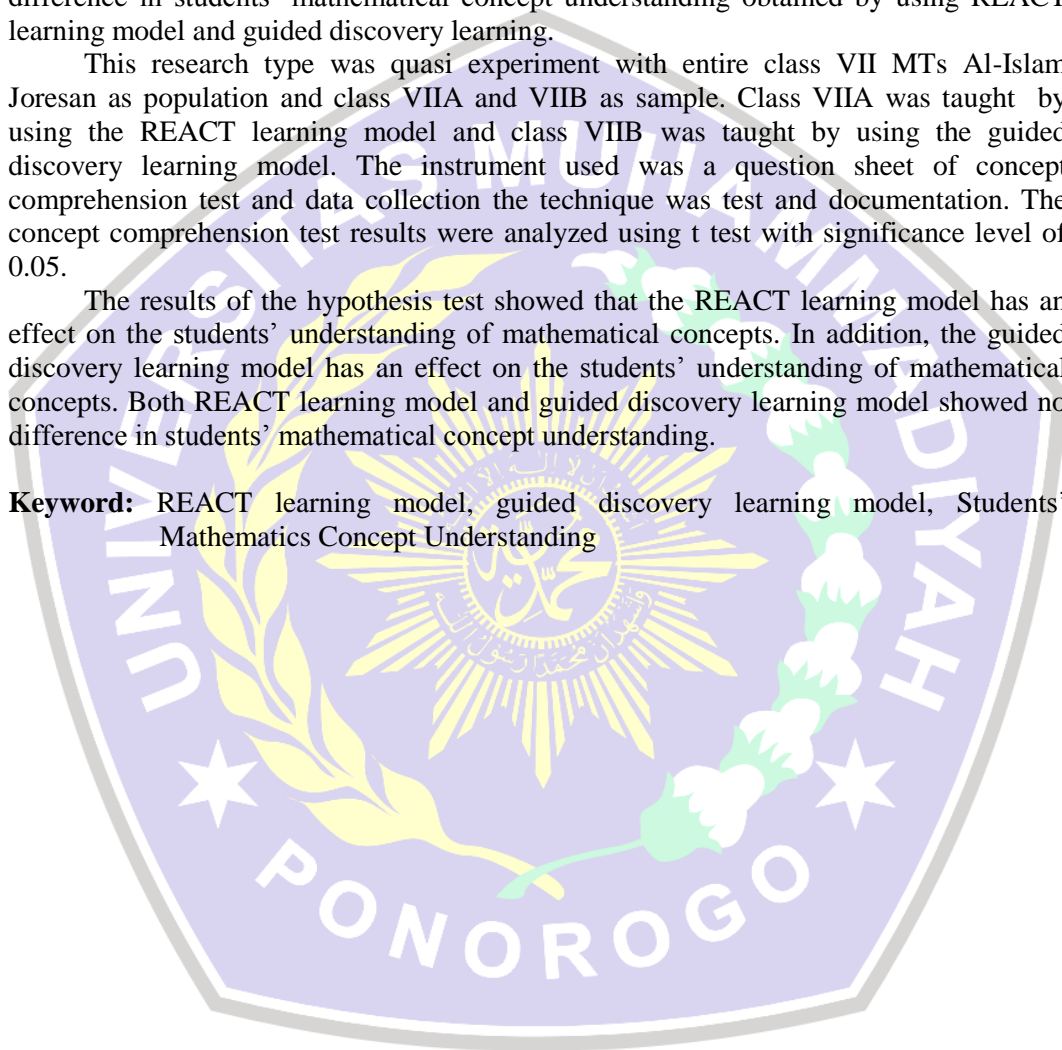 difference in students' mathematical concept understanding obtained by using REACT
learning model and guided discovery learning.
This research type was quasi experiment with entire class VII MTs Al-Islam
Joresan as population and class VIIA and VIIB as sample. Class VIIA was taught by
using the REACT learning model and class VIIB was taught by using the guided
discovery learning model. The instrument used was a question sheet of concept
comprehension test and data collection the technique was test and documentation. The
concept comprehension test results were analyzed using t test with significance level of
0.05.
The results of the hypothesis test showed that the REACT learning model has an
effect on the students’ understanding of mathematical concepts. In addition, the guided
discovery learning model has an effect on the students’ understanding of mathematical
concepts. Both REACT learning model and guided discovery learning model showed no
difference in students’ mathematical concept understanding.
Keyword: REACT learning model, guided discovery learning model, Students’
Mathematics Concept Understanding
UNIVERSITAS MUHAMMADIYAH
PONOROGO
محمدية